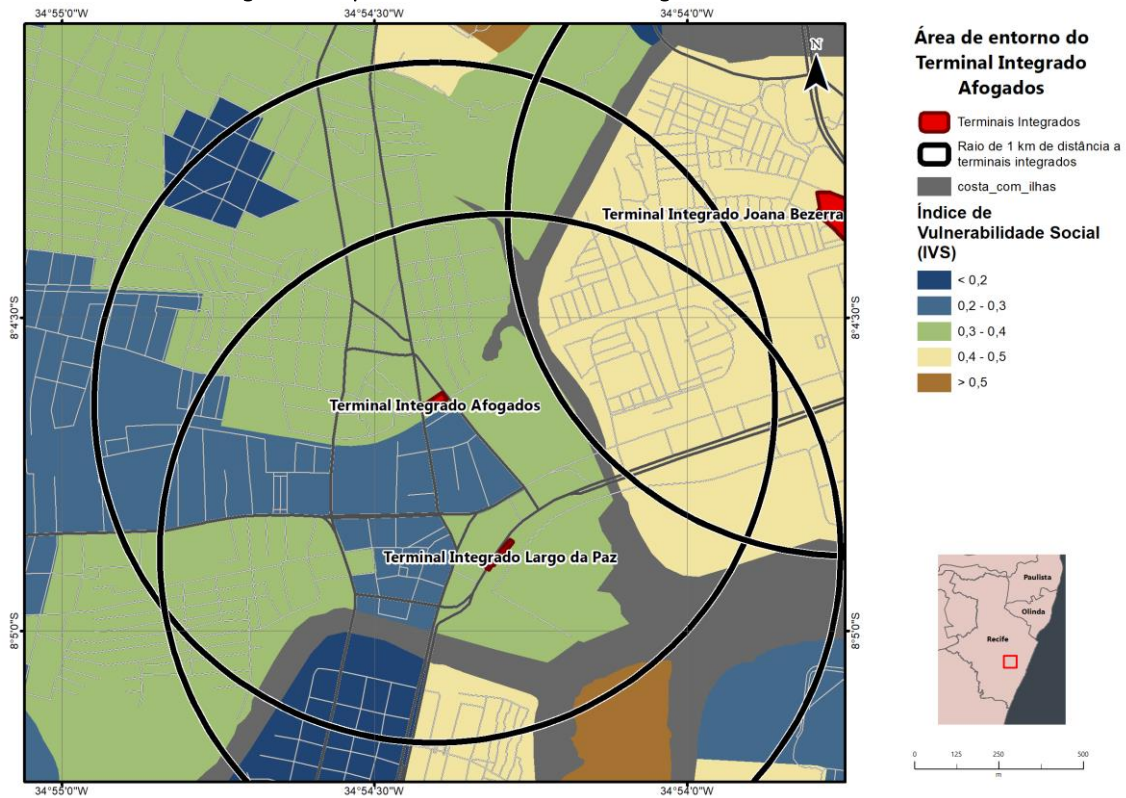 34°55'0"W
34°54'30"W
34°54'0"W
8°4'30"S
8°5'0"S
Terminal Integrado Joana Bezerra
Terminal Integrado Afogados
Terminal Integrado Largo da Paz
8°4'30"S
8°5'0"S
34°55'0"W
34°54'30"W
34°54'0"W
N
Área de entorno do
Terminal Integrado
Afogados
Terminais Integrados
Raio de 1 km de distância a
terminais integrados
costa_com_ilhas
Índice de
Vulnerabilidade Social
(IVS)
< 0,2
0,2 - 0,3
0,3 - 0,4
0,4 - 0,5
> 0,5
Paulista
Olinda
Recife
0 125 250 500
m